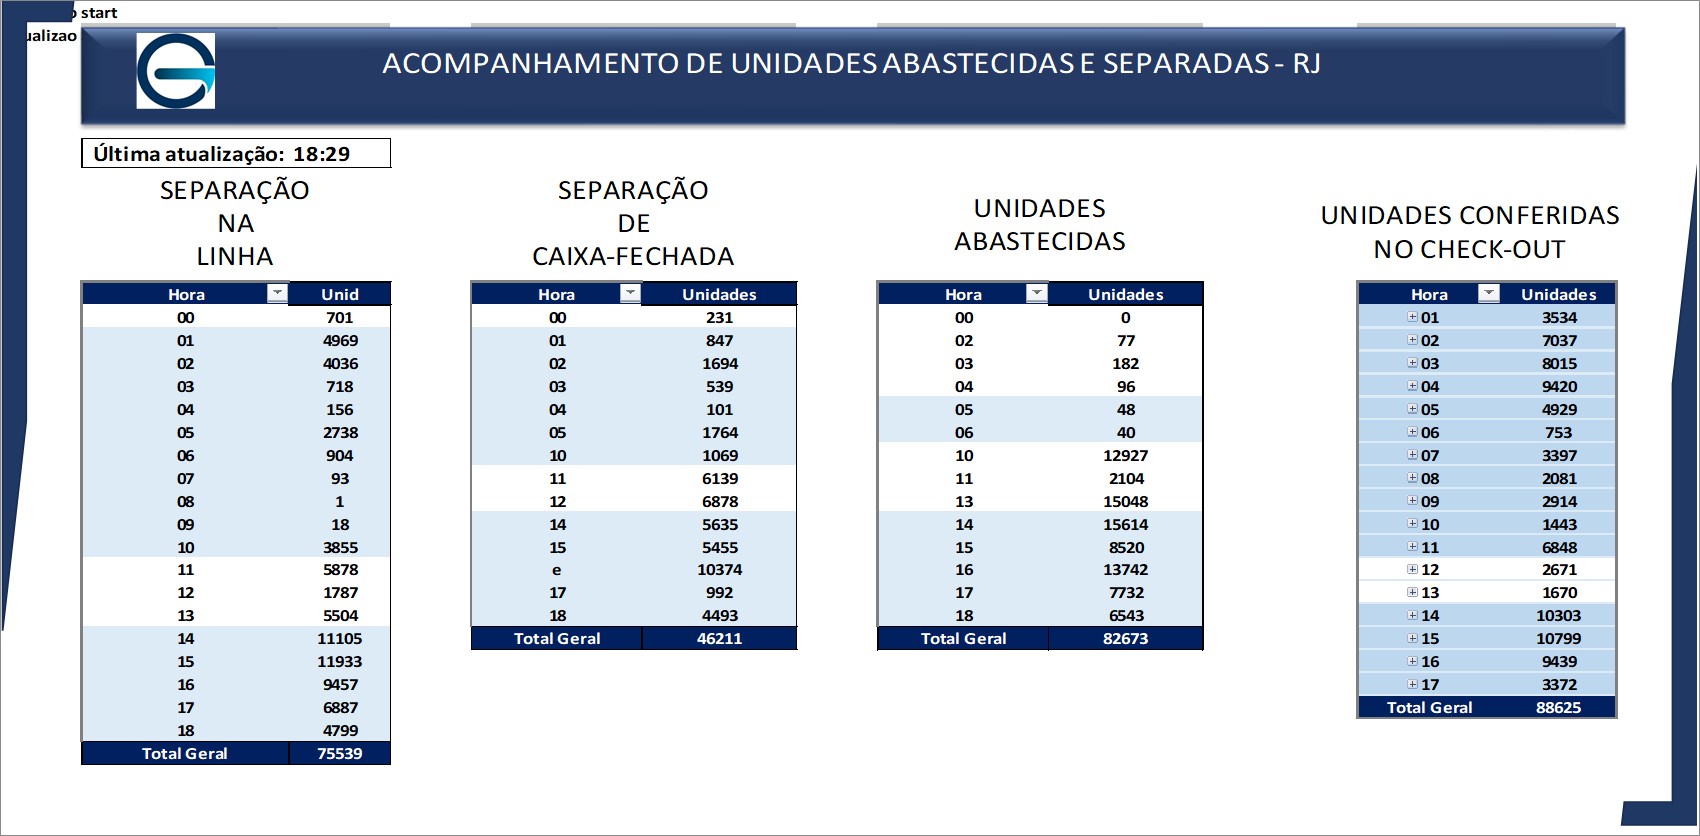 start
ualizao
ACOMPANHAMENTO DE UNIDADES ABASTECIDAS E SEPARADAS - RJ
Última atualização: 18:29
SEPARAÇÃO
NA
LINHA
Hora Unid
00 701
01 4969
02 4036
03 718
04 156
05 2738
06 904
07 93
08 1
09 18
10 3855
11 5878
12 1787
13 5504
14 11105
15 11933
16 9457
17 6887
18 4799
Total Geral 75539
SEPARAÇÃO
DE
CAIXA-FECHADA
Hora Unidades
00 231
01 847
02 1694
03 539
04 101
05 1764
10 1069
11 6139
12 6878
14 5635
15 5455
e 10374
17 992
18 4493
Total Geral 46211
UNIDADES
ABASTECIDAS
Hora Unidades
00 0
02 77
03 182
04 96
05 48
06 40
10 12927
11 2104
13 15048
14 15614
15 8520
16 13742
17 7732
18 6543
Total Geral 82673
UNIDADES CONFERIDAS
NO CHECK-OUT
Hora Unidades
01 3534
02 7037
03 8015
04 9420
05 4929
06 753
07 3397
08 2081
09 2914
10 1443
11 6848
12 2671
13 1670
14 10303
15 10799
16 9439
17 3372
Total Geral 88625